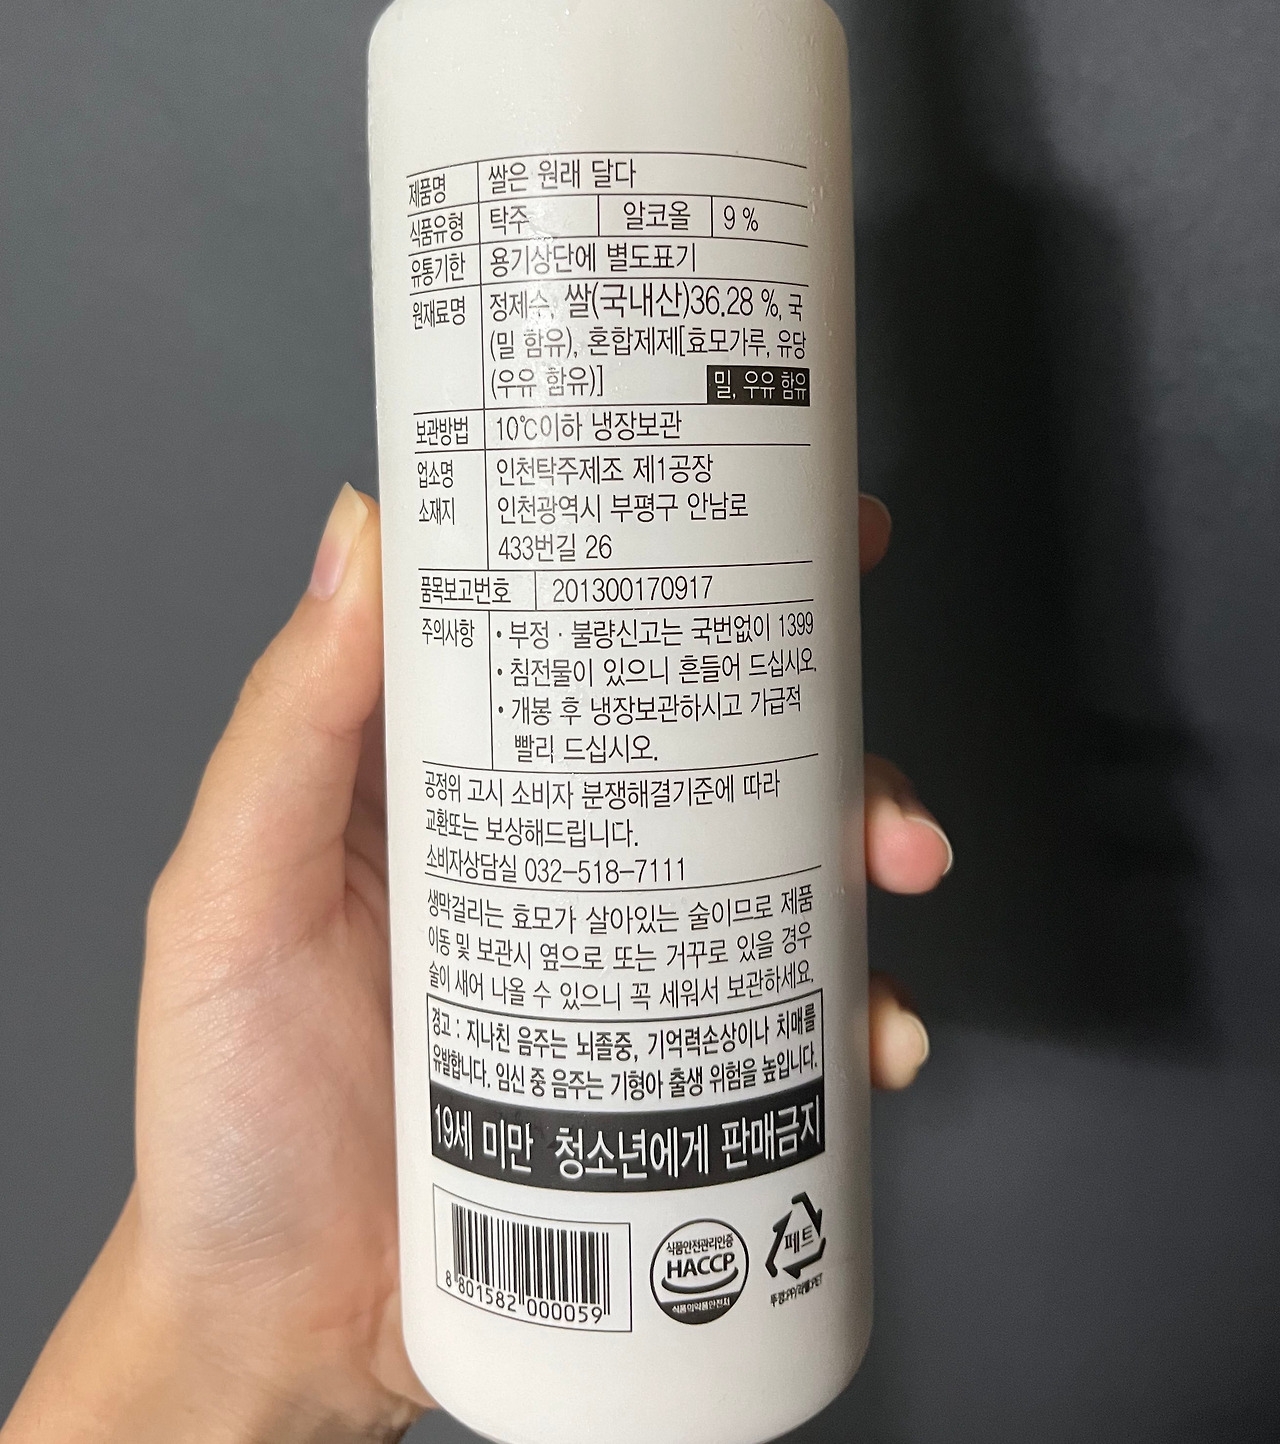 제품명 쌀은 원래 달다
식품유형 탁주 알코올 9 %
유통기한 용기상단에 별도표기
원재료명 정제수, 쌀(국내산)36.28 %, 국
(밀 함유), 혼합제제[효모가루, 유당
(우유 함유)] 밀, 우유 함유
보관방법 10℃이하 냉장보관
업소명 인천탁주제조 제1공장
소재지 인천광역시 부평구 안남로
433번길 26
품목보고번호 201300170917
주의사항 • 부정 · 불량신고는 국번없이 1399
• 침전물이 있으니 흔들어 드십시오.
• 개봉 후 냉장보관하시고 가급적
빨리 드십시오.
공정위 고시 소비자 분쟁해결기준에 따라
교환또는 보상해드립니다.
소비자상담실 032-518-7111
생막걸리는 효모가 살아있는 술이므로 제품
이동 및 보관시 옆으로 또는 거꾸로 있을 경우
술이 새어 나올 수 있으니 꼭 세워서 보관하세요.
경고 : 지나친 음주는 뇌졸중, 기억력손상이나 치매를
유발합니다. 임신 중 음주는 기형아 출생 위험을 높입니다.
19세 미만 청소년에게 판매금지
8 801582 000059
식품안전관리인증
HACCP
식품의약품안전처
페트
뚜껑:PP/라벨:PET